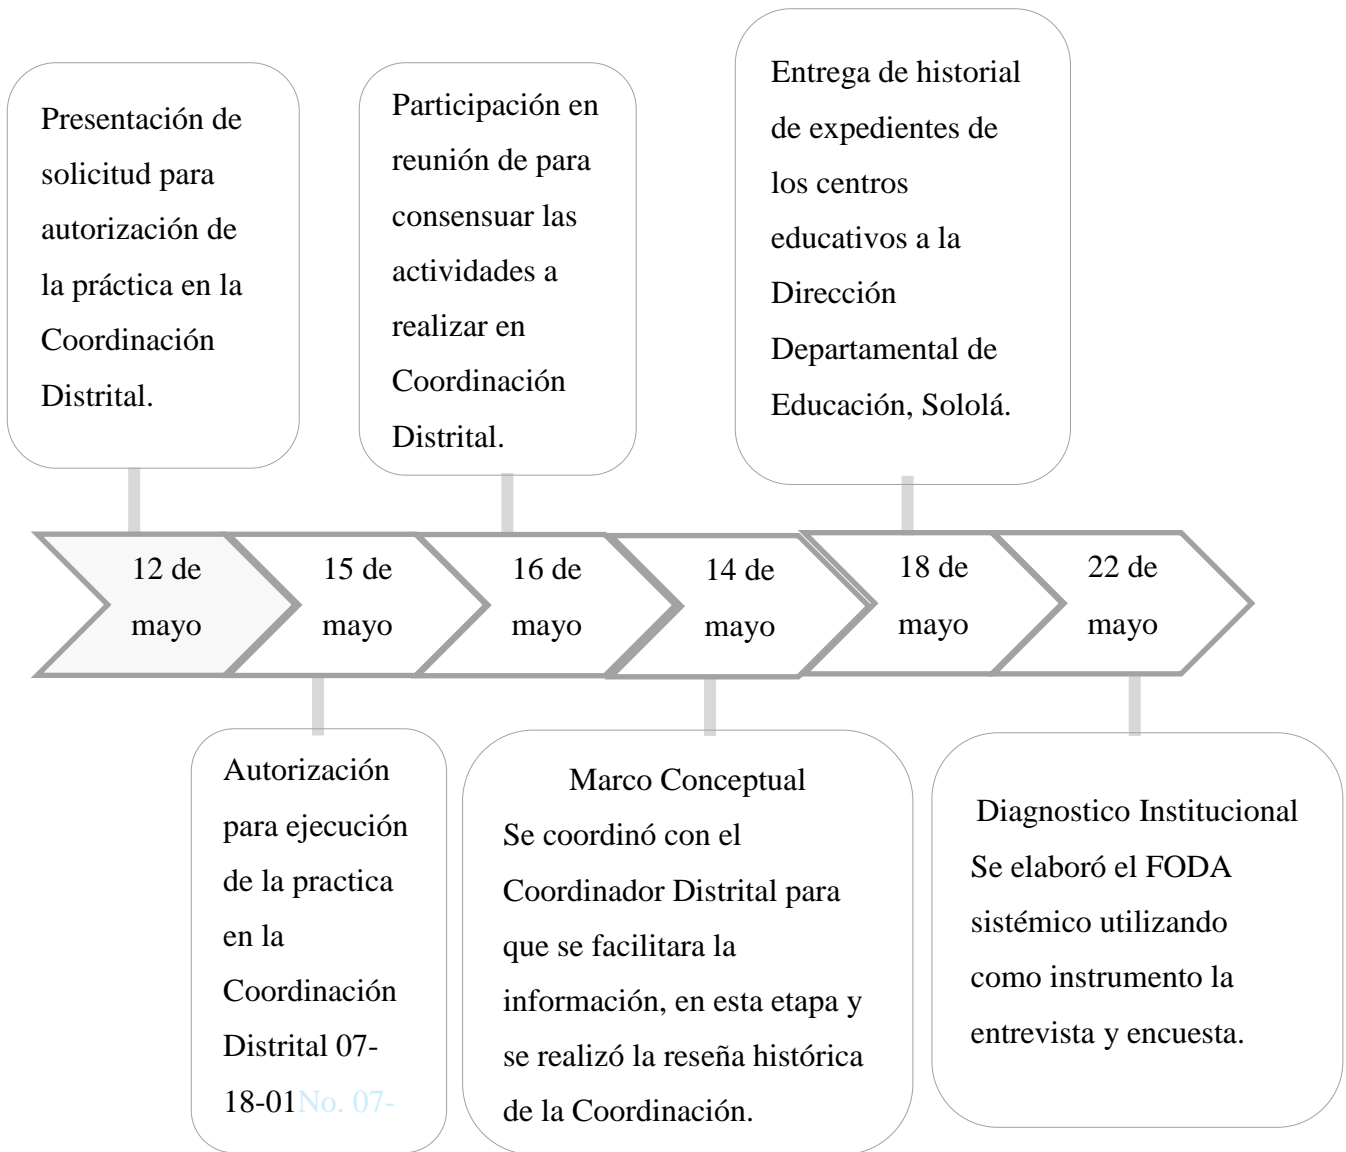 Presentación de
solicitud para
autorización de
la práctica en la
Coordinación
Distrital.
Participación en
reunión de para
consensuar las
actividades a
realizar en
Coordinación
Distrital.
Entrega de historial
de expedientes de
los centros
educativos a la
Dirección
Departamental de
Educación, Sololá.
12 de
mayo
15 de
mayo
16 de
mayo
14 de
mayo
18 de
mayo
22 de
mayo
Autorización
para ejecución
de la practica
en la
Coordinación
Distrital 07-
18-01No. 07-
Marco Conceptual
Se coordinó con el
Coordinador Distrital para
que se facilitara la
información, en esta etapa y
se realizó la reseña histórica
de la Coordinación.
Diagnostico Institucional
Se elaboró el FODA
sistémico utilizando
como instrumento la
entrevista y encuesta.